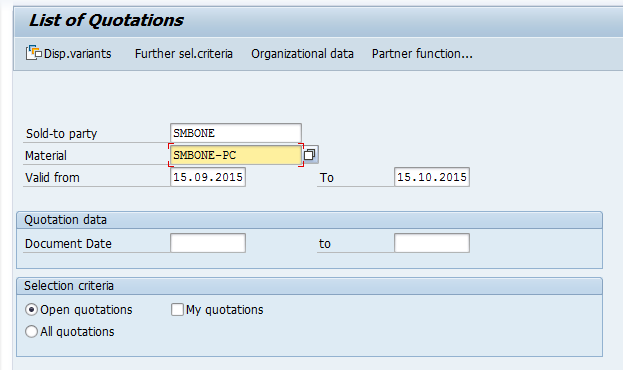 List of Quotations
Disp.variants Further sel.criteria Organizational data Partner function...
Sold-to party SMBONE
Material SMBONE-PC
Valid from 15.09.2015 To 15.10.2015
Quotation data
Document Date to
Selection criteria
Open quotations My quotations
All quotations